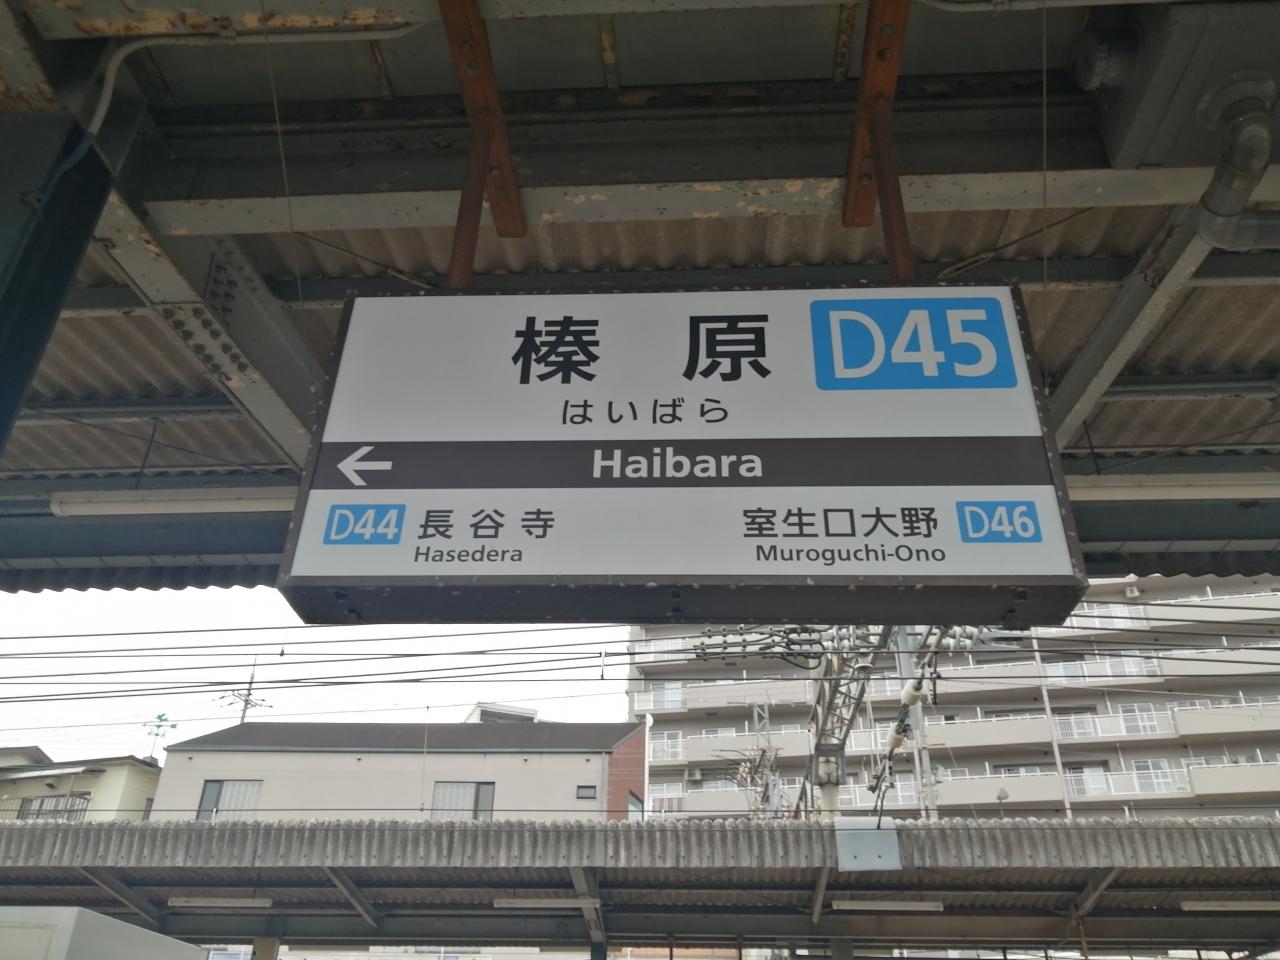 榛原 D45
はいばら
← Haibara
D44 長谷寺 室生口大野 D46
Hasedera Muroguchi-Ono